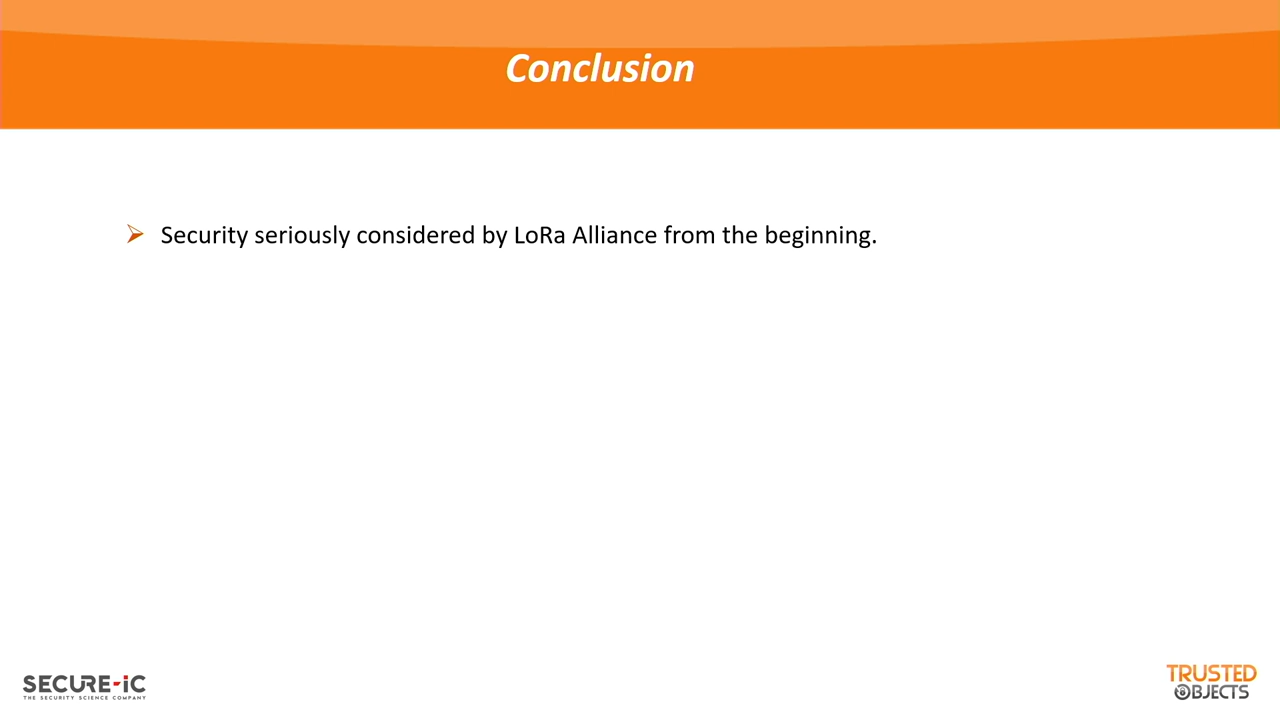 Conclusion
Security seriously considered by LoRa Alliance from the beginning.
SECURE-iC
THE SECURITY SCIENCE COMPANY
TRUSTED
OBJECTS